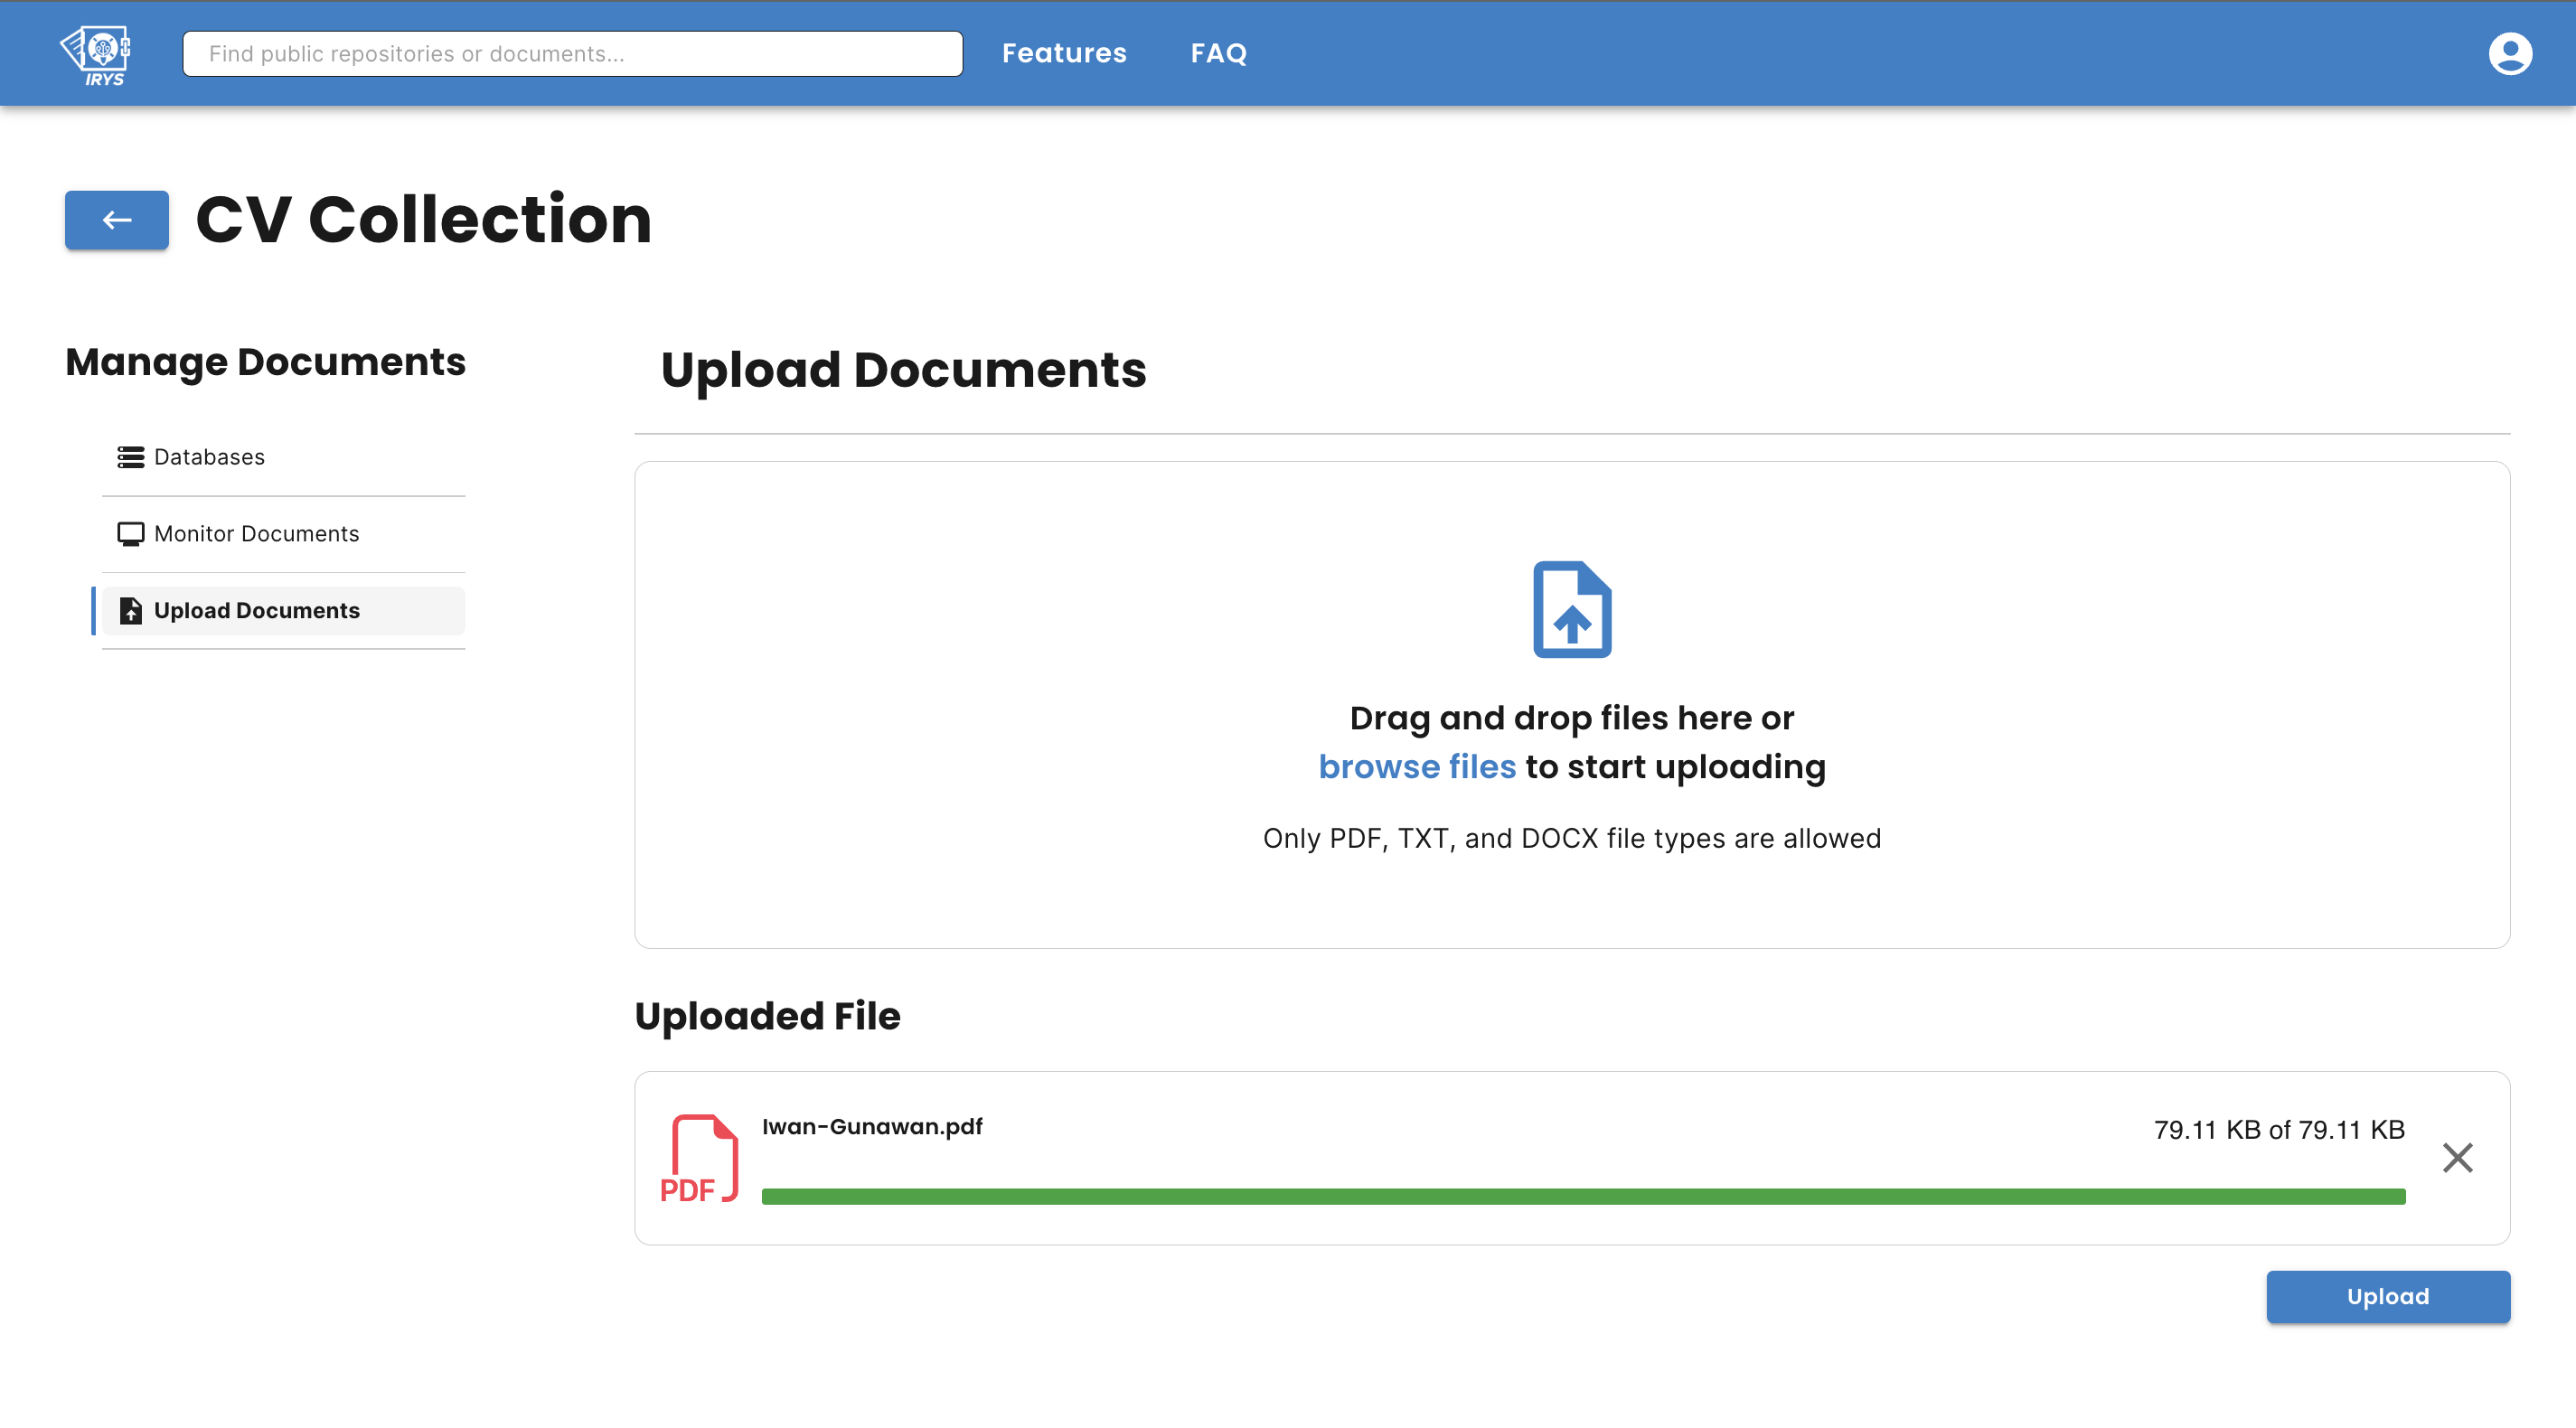 IRYS
Find public repositories or documents...
Features
FAQ
CV Collection
Manage Documents
Databases
Monitor Documents
Upload Documents
Upload Documents
Drag and drop files here or
browse files to start uploading
Only PDF, TXT, and DOCX file types are allowed
Uploaded File
PDF
Iwan-Gunawan.pdf
79.11 KB of 79.11 KB
Upload